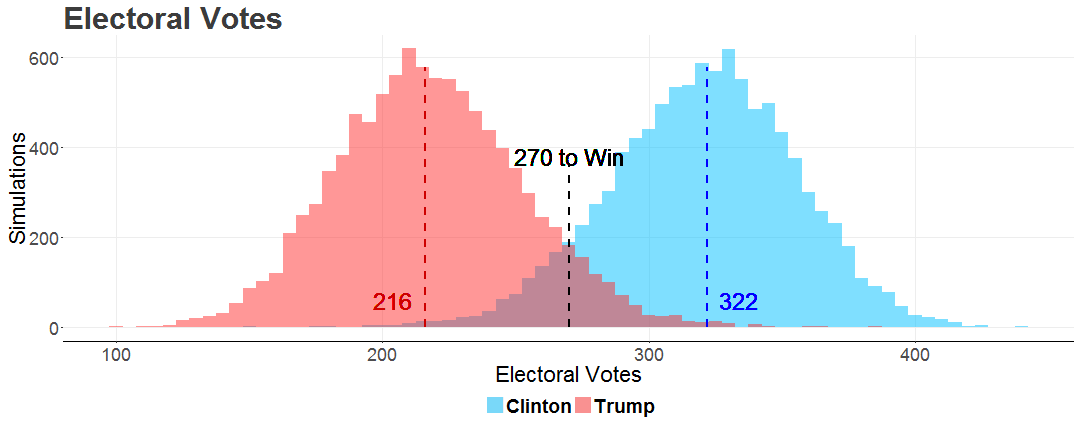 Electoral Votes
600
400
200
0
Simulations
270 to Win
216
322
100 200 300 400
Electoral Votes
Clinton Trump